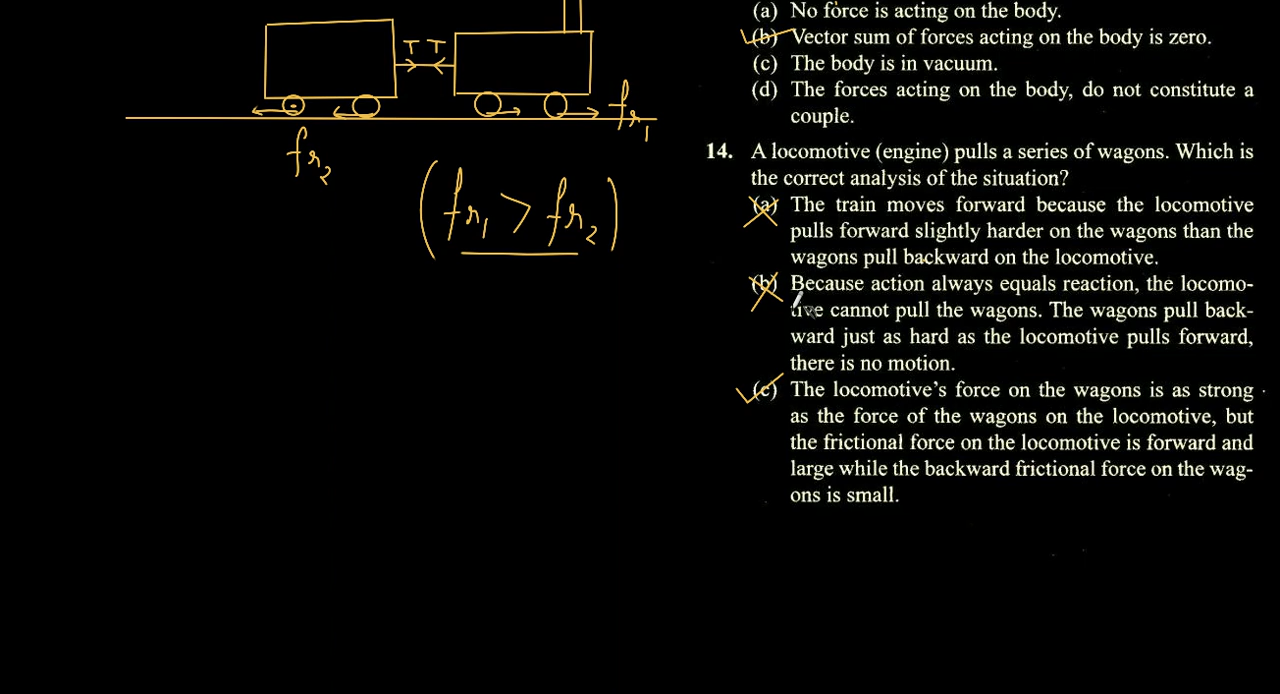 (a) No force is acting on the body.
(b) Vector sum of forces acting on the body is zero.
(c) The body is in vacuum.
(d) The forces acting on the body, do not constitute a
couple.
T T
fr1
fr2
(fr1 > fr2)
14. A locomotive (engine) pulls a series of wagons. Which is
the correct analysis of the situation?
(a) The train moves forward because the locomotive
pulls forward slightly harder on the wagons than the
wagons pull backward on the locomotive.
(b) Because action always equals reaction, the locomo-
tive cannot pull the wagons. The wagons pull back-
ward just as hard as the locomotive pulls forward,
there is no motion.
(c) The locomotive's force on the wagons is as strong
as the force of the wagons on the locomotive, but
the frictional force on the locomotive is forward and
large while the backward frictional force on the wag-
ons is small.